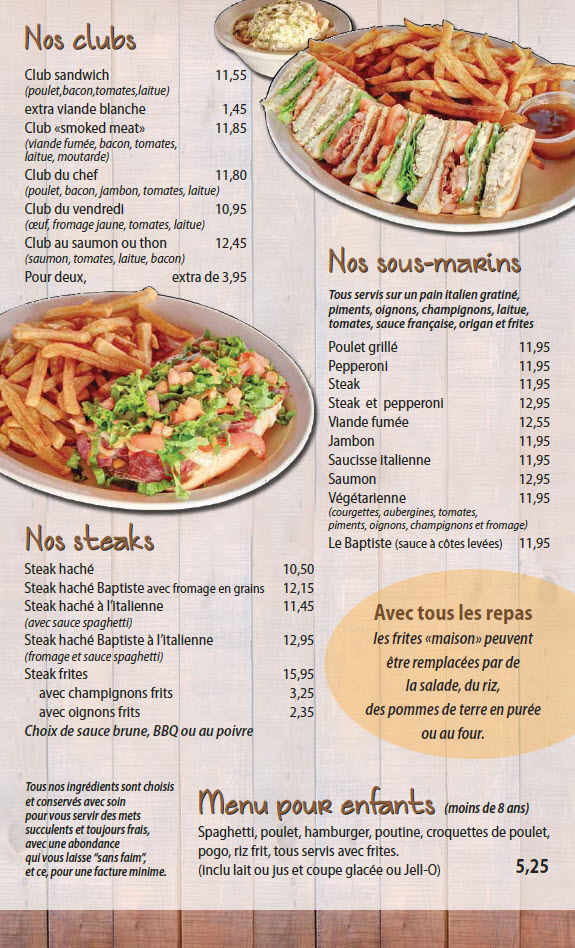 Nos clubs
Club sandwich 11,55
(poulet,bacon,tomates,laitue)
extra viande blanche 1,45
Club «smoked meat» 11,85
(viande fumée, bacon, tomates,
laitue, moutarde)
Club du chef 11,80
(poulet, bacon, jambon, tomates, laitue)
Club du vendredi 10,95
(œuf, fromage jaune, tomates, laitue)
Club au saumon ou thon 12,45
(saumon, tomates, laitue, bacon)
Pour deux, extra de 3,95
Nos sous-marins
Tous servis sur un pain italien gratiné,
piments, oignons, champignons, laitue,
tomates, sauce française, origan et frites
Poulet grillé 11,95
Pepperoni 11,95
Steak 11,95
Steak et pepperoni 12,95
Viande fumée 12,55
Jambon 11,95
Saucisse italienne 11,95
Saumon 12,95
Végétarienne 11,95
(courgettes, aubergines, tomates,
piments, oignons, champignons et fromage)
Le Baptiste (sauce à côtes levées) 11,95
Nos steaks
Steak haché 10,50
Steak haché Baptiste avec fromage en grains 12,15
Steak haché à l'italienne 11,45
(avec sauce spaghetti)
Steak haché Baptiste à l'italienne 12,95
(fromage et sauce spaghetti)
Steak frites 15,95
avec champignons frits 3,25
avec oignons frits 2,35
Choix de sauce brune, BBQ ou au poivre
Avec tous les repas
les frites «maison» peuvent
être remplacées par de
la salade, du riz,
des pommes de terre en purée
ou au four.
Tous nos ingrédients sont choisis
et conservés avec soin
pour vous servir des mets
succulents et toujours frais,
avec une abondance
qui vous laisse "sans faim",
et ce, pour une facture minime.
Menu pour enfants (moins de 8 ans)
Spaghetti, poulet, hamburger, poutine, croquettes de poulet,
pogo, riz frit, tous servis avec frites.
(inclu lait ou jus et coupe glacée ou Jell-O) 5,25